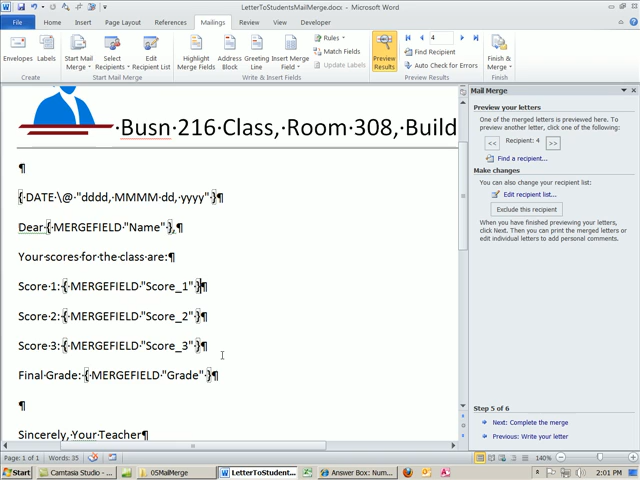 LetterToStudentsMailMerge.docx - Microsoft Word
File Home Insert Page Layout References Mailings Review View Developer
Envelopes Labels Start Mail Merge Select Recipients Edit Recipient List Highlight Merge Fields Address Block Greeting Line Insert Merge Field Rules Match Fields Update Labels Preview Results 4 Find Recipient Auto Check for Errors Finish & Merge
Create Start Mail Merge Write & Insert Fields Preview Results Finish
·Busn·216·Class,·Room·308,·Build
¶
{·DATE·\@·"dddd,·MMMM·dd,·yyyy"·}¶
Dear·{·MERGEFIELD·"Name"·},¶
Your·scores·for·the·class·are:¶
Score·1:·{·MERGEFIELD·"Score_1"·}¶
Score·2:·{·MERGEFIELD·"Score_2"·}¶
Score·3:·{·MERGEFIELD·"Score_3"·}¶
Final·Grade:·{·MERGEFIELD·"Grade"·}¶
¶
Sincerely,·Your·Teacher¶
Mail Merge
Preview your letters
One of the merged letters is previewed here. To
preview another letter, click one of the following:
<< Recipient: 4 >>
Find a recipient...
Make changes
You can also change your recipient list:
Edit recipient list...
Exclude this recipient
When you have finished previewing your letters,
click Next. Then you can print the merged letters or
edit individual letters to add personal comments.
Step 5 of 6
Next: Complete the merge
Previous: Write your letter
Page: 1 of 1 Words: 35 140%
Start Camtasia Studio - ... 05MailMerge LetterToStudents... Answer Box: Num... 2:01 PM